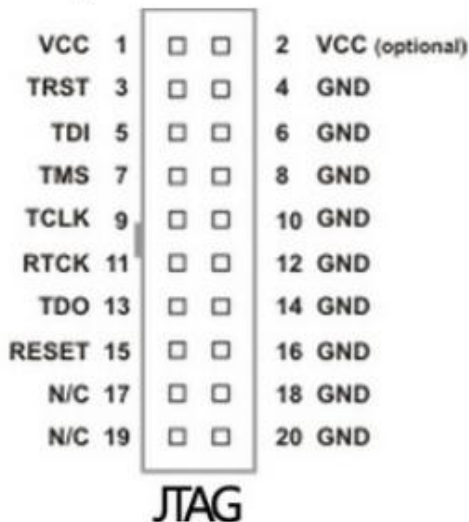 VCC 1 2 VCC (optional)
TRST 3 4 GND
TDI 5 6 GND
TMS 7 8 GND
TCLK 9 10 GND
RTCK 11 12 GND
TDO 13 14 GND
RESET 15 16 GND
N/C 17 18 GND
N/C 19 20 GND
JTAG